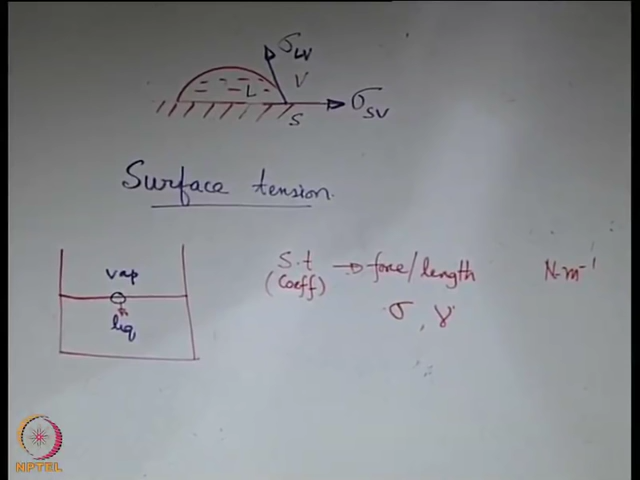 σLV
V
L
σSV
S
Surface tension.
vap
liq
S.t → force/length N-m⁻¹
(Coeff)
σ, γ
NPTEL